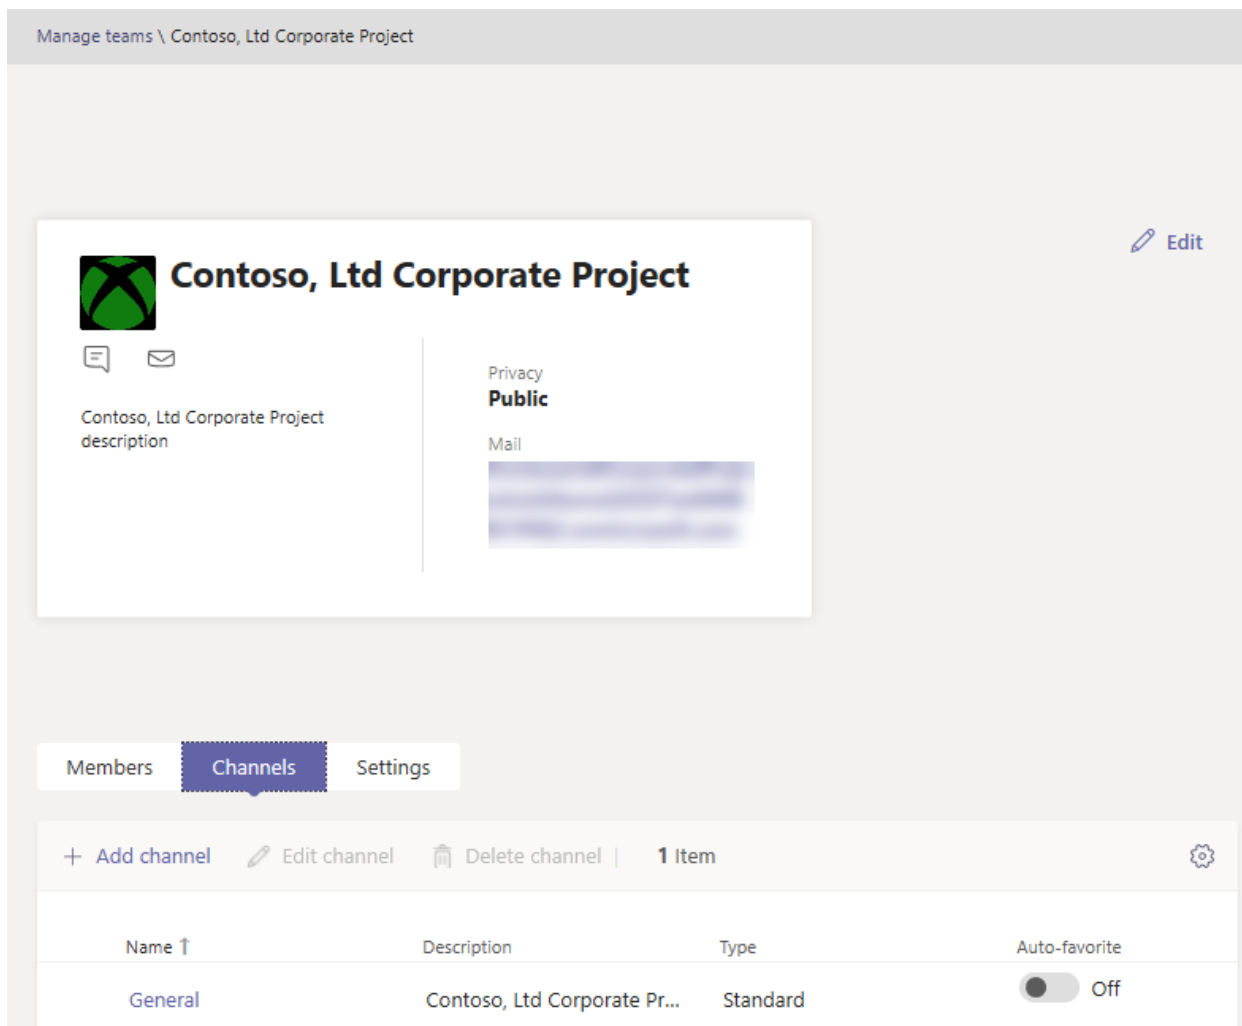 Manage teams \ Contoso, Ltd Corporate Project
Edit
Contoso, Ltd Corporate Project
Contoso, Ltd Corporate Project
description
Privacy
Public
Mail
Members Channels Settings
+ Add channel Edit channel Delete channel | 1 Item
Name ↑ Description Type Auto-favorite
General Contoso, Ltd Corporate Pr... Standard Off